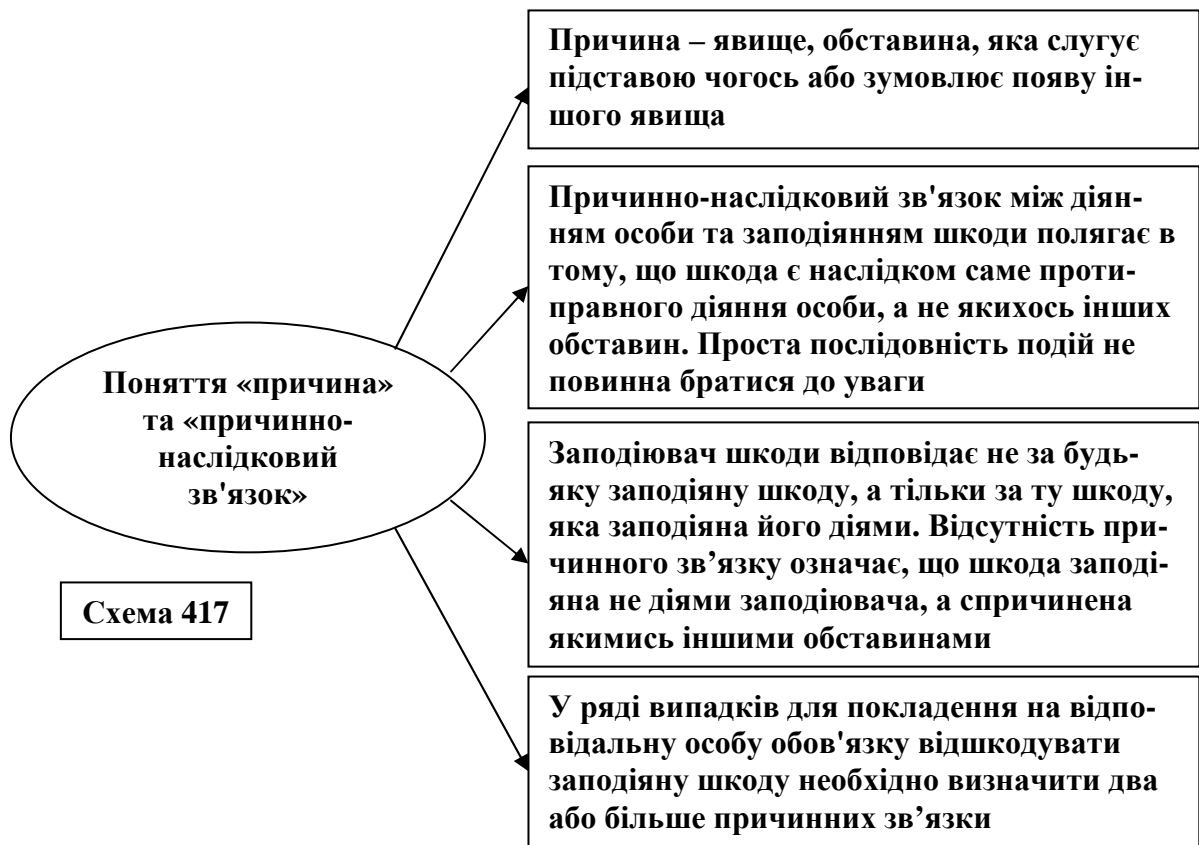 Причина – явище, обставина, яка слугує
підставою чогось або зумовлює появу ін-
шого явища
Причинно-наслідковий зв'язок між діян-
ням особи та заподіянням шкоди полягає в
тому, що шкода є наслідком саме проти-
правного діяння особи, а не якихось інших
обставин. Проста послідовність подій не
повинна братися до уваги
Поняття «причина»
та «причинно-
наслідковий
зв'язок»
Заподіювач шкоди відповідає не за будь-
яку заподіяну шкоду, а тільки за ту шкоду,
яка заподіяна його діями. Відсутність при-
чинного зв’язку означає, що шкода заподі-
яна не діями заподіювача, а спричинена
якимись іншими обставинами
Схема 417
У ряді випадків для покладення на відпо-
відальну особу обов'язку відшкодувати
заподіяну шкоду необхідно визначити два
або більше причинних зв’язки